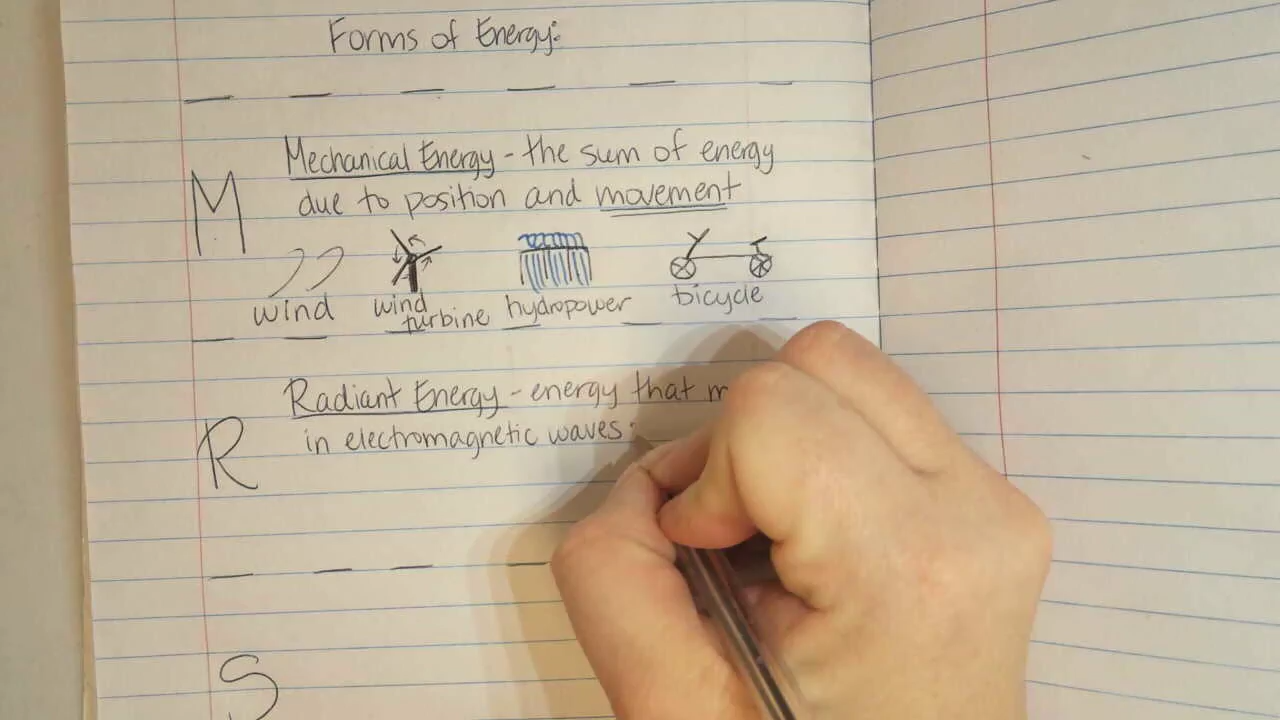 Forms of Energy:
Mechanical Energy - the sum of energy
M
due to position and movement
wind
wind turbine
hydropower
bicycle
Radiant Energy - energy that
R
in electromagnetic waves:
S